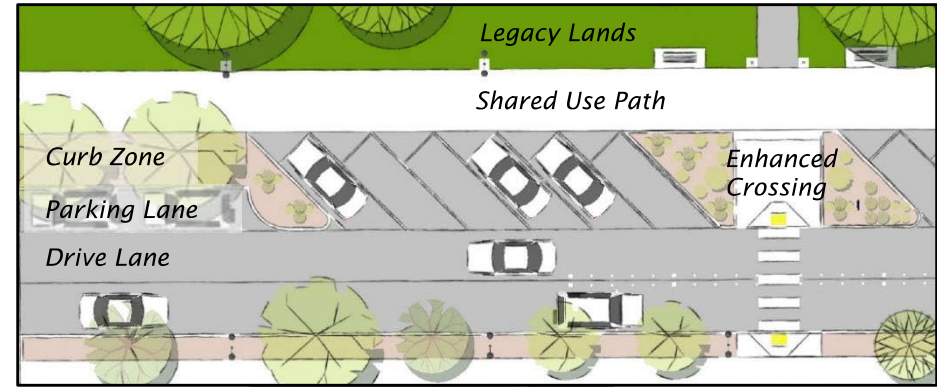 Legacy Lands
Shared Use Path
Curb Zone
Enhanced
Crossing
Parking Lane
Drive Lane